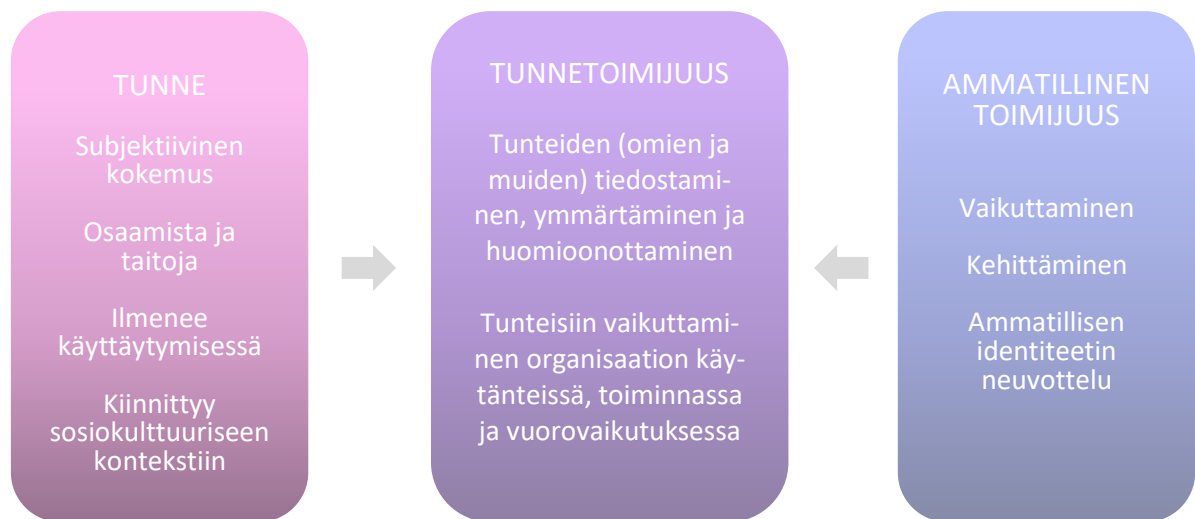 TUNNE
Subjektiivinen
kokemus
Osaamista ja
taitoja
Ilmenee
käyttäytymisessä
Kiinnittyy
sosiokulttuuriseen
kontekstiin
TUNNETOIMIJUUS
Tunteiden (omien ja
muiden) tiedostami-
nen, ymmärtäminen ja
huomioonottaminen
Tunteisiin vaikuttami-
nen organisaation käy-
tänteissä, toiminnassa
ja vuorovaikutuksessa
AMMATILLINEN
TOIMIJUUS
Vaikuttaminen
Kehittäminen
Ammatillisen
identiteetin
neuvottelu